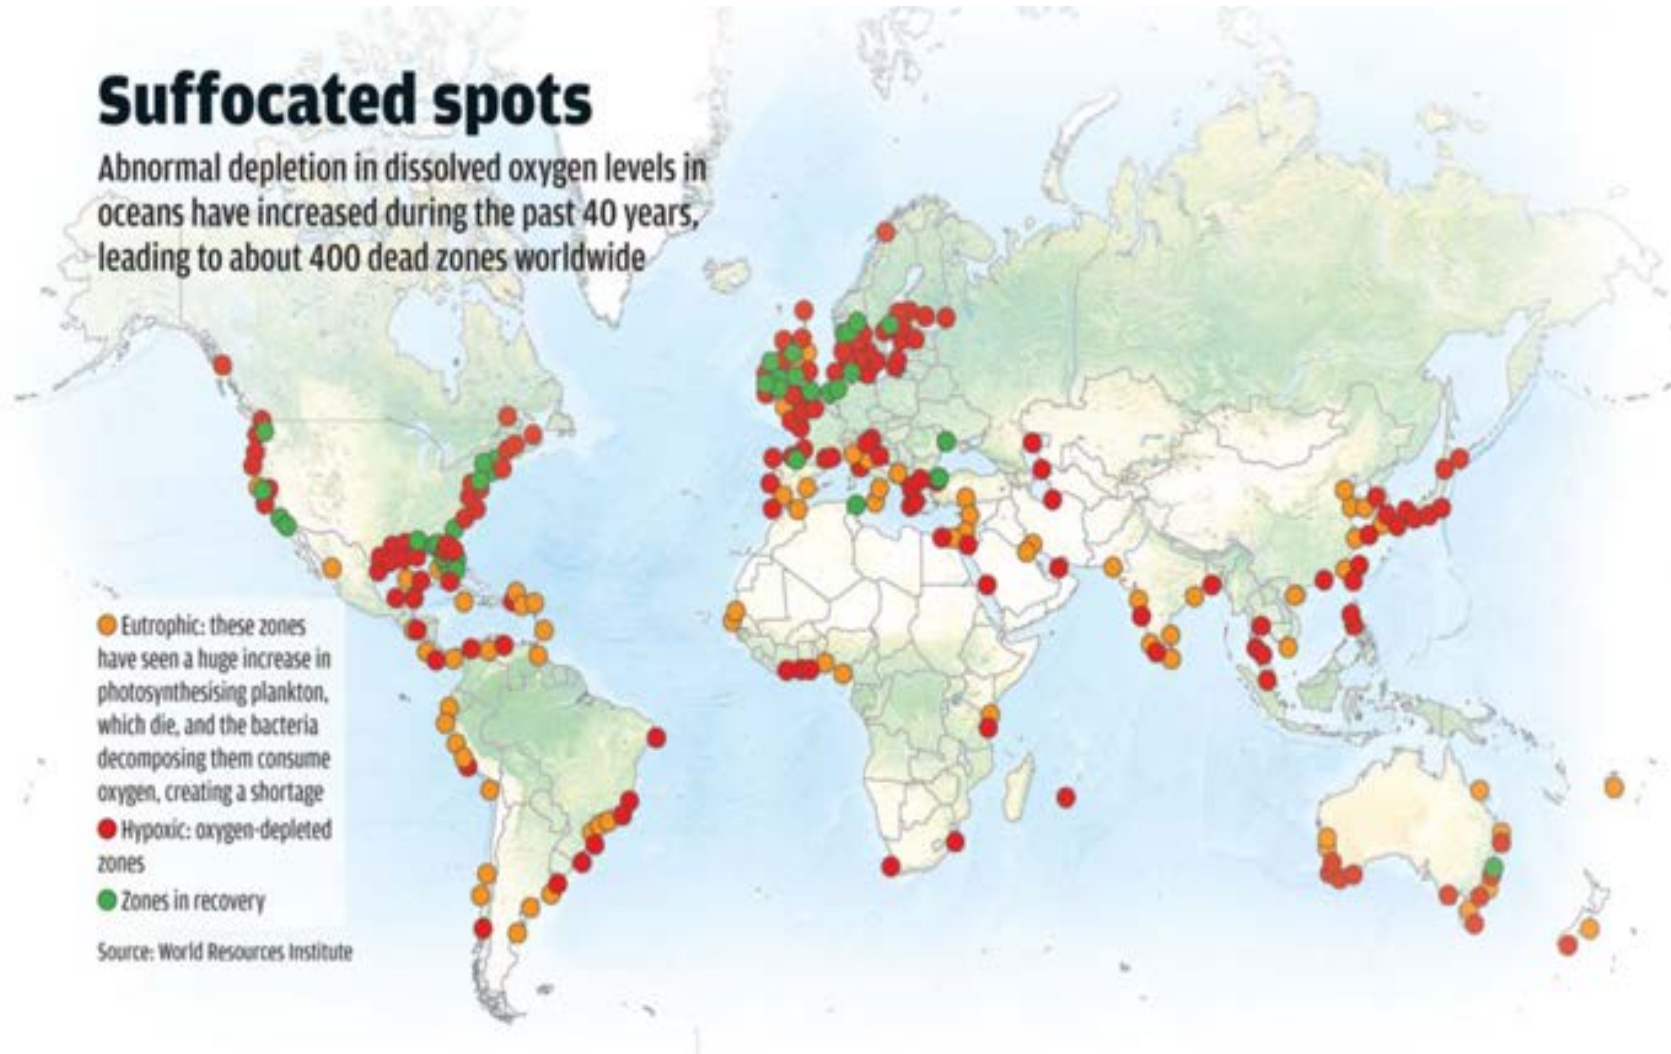 Suffocated spots
Abnormal depletion in dissolved oxygen levels in
oceans have increased during the past 40 years,
leading to about 400 dead zones worldwide
Eutrophic: these zones
have seen a huge increase in
photosynthesising plankton,
which die, and the bacteria
decomposing them consume
oxygen, creating a shortage
Hypoxic: oxygen-depleted
zones
Zones in recovery
Source: World Resources Institute